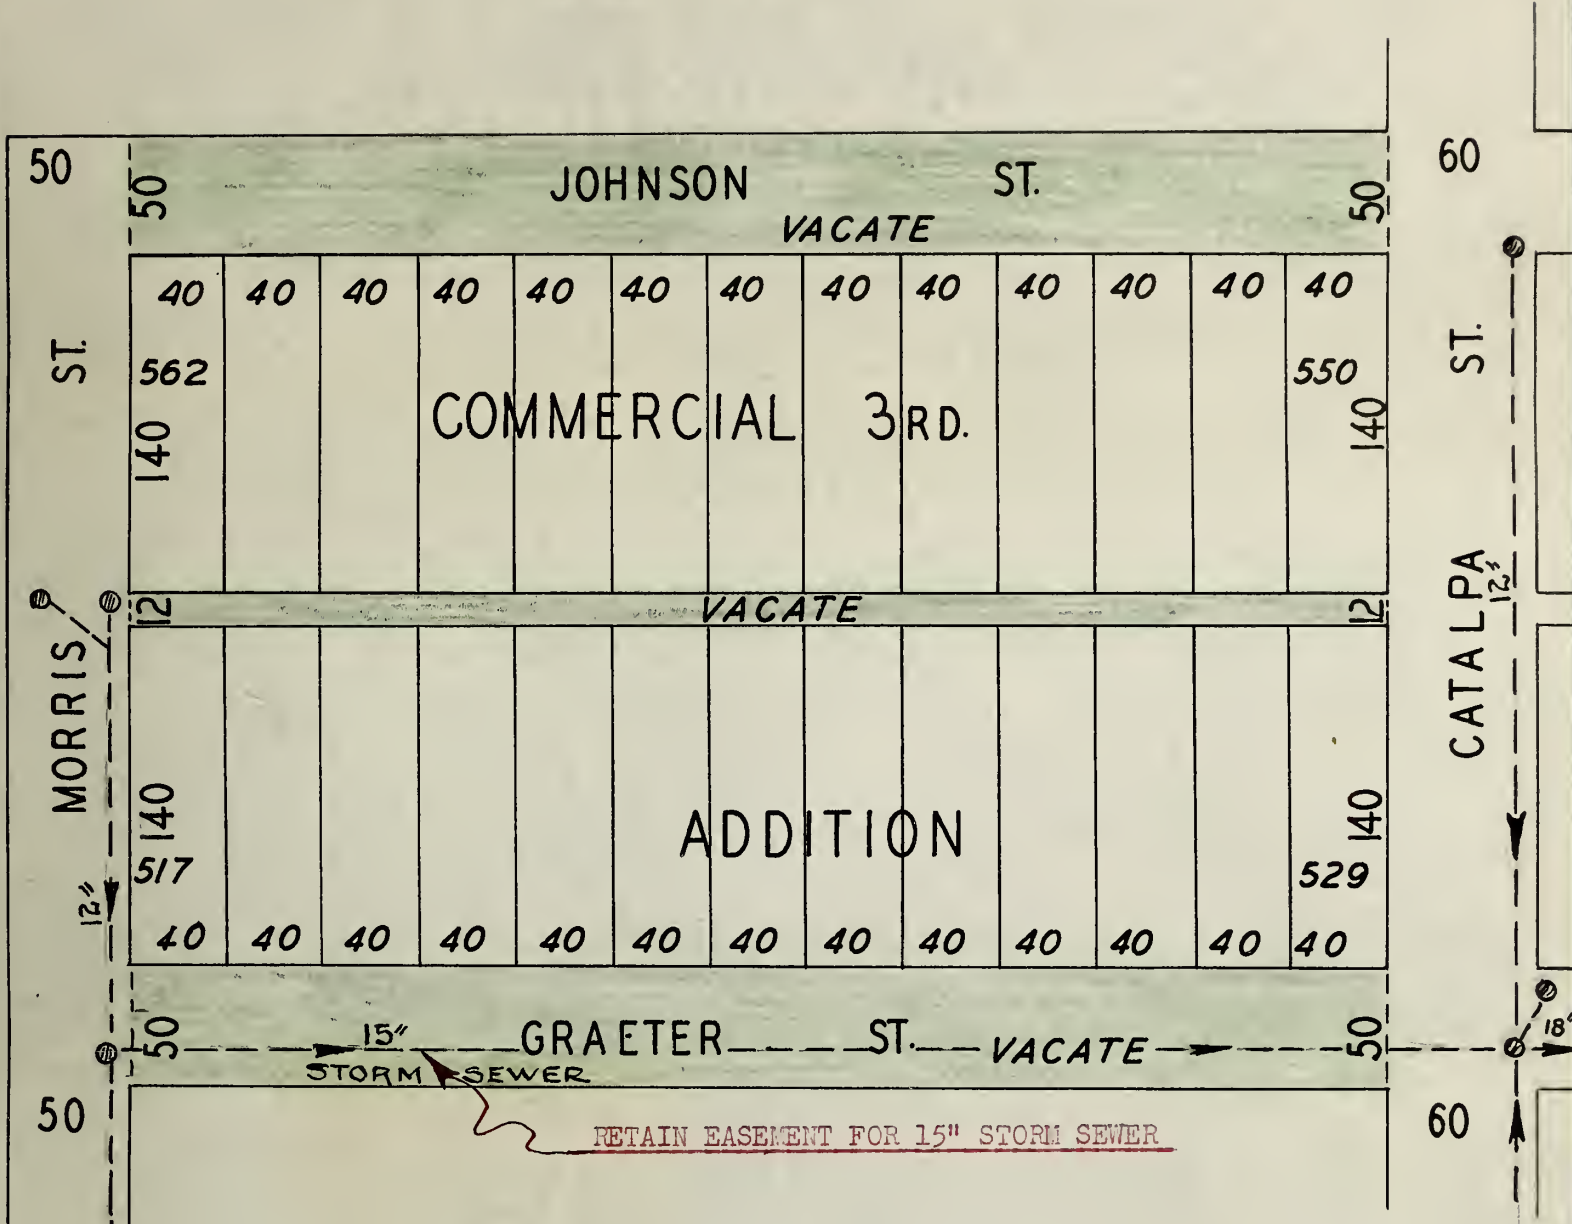 50
60
50
JOHNSON ST.
50
VACATE
40 40 40 40 40 40 40 40 40 40 40 40 40
ST.
562
550
ST.
COMMERCIAL 3RD.
140
140
12
VACATE
12
MORRIS
CATALPA
12"
140
ADDITION
140
517
529
12"
40 40 40 40 40 40 40 40 40 40 40 40 40
50
15"
GRAETER ST.
VACATE
50
18"
STORM SEWER
50
60
RETAIN EASEMENT FOR 15" STORM SEWER